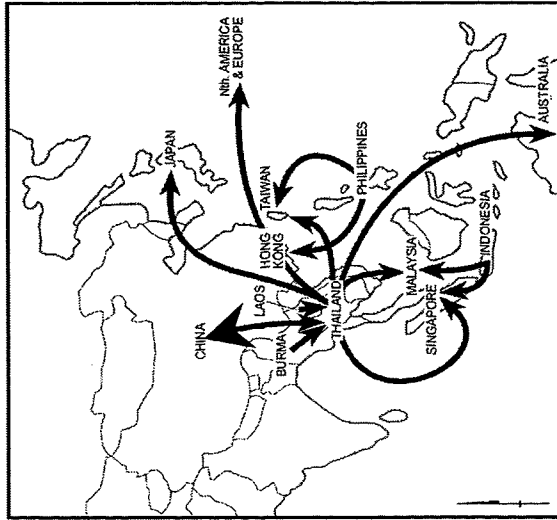 Nth. AMERICA
& EUROPE
JAPAN
CHINA
TAIWAN
HONG
KONG
LAOS
BURMA
PHILIPPINES
THAILAND
MALAYSIA
SINGAPORE
INDONESIA
AUSTRALIA